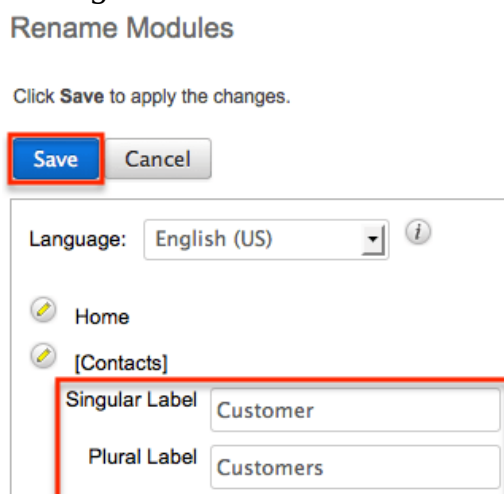 Rename Modules
Click Save to apply the changes.
Save Cancel
Language: English (US) i
Home
[Contacts]
Singular Label Customer
Plural Label Customers